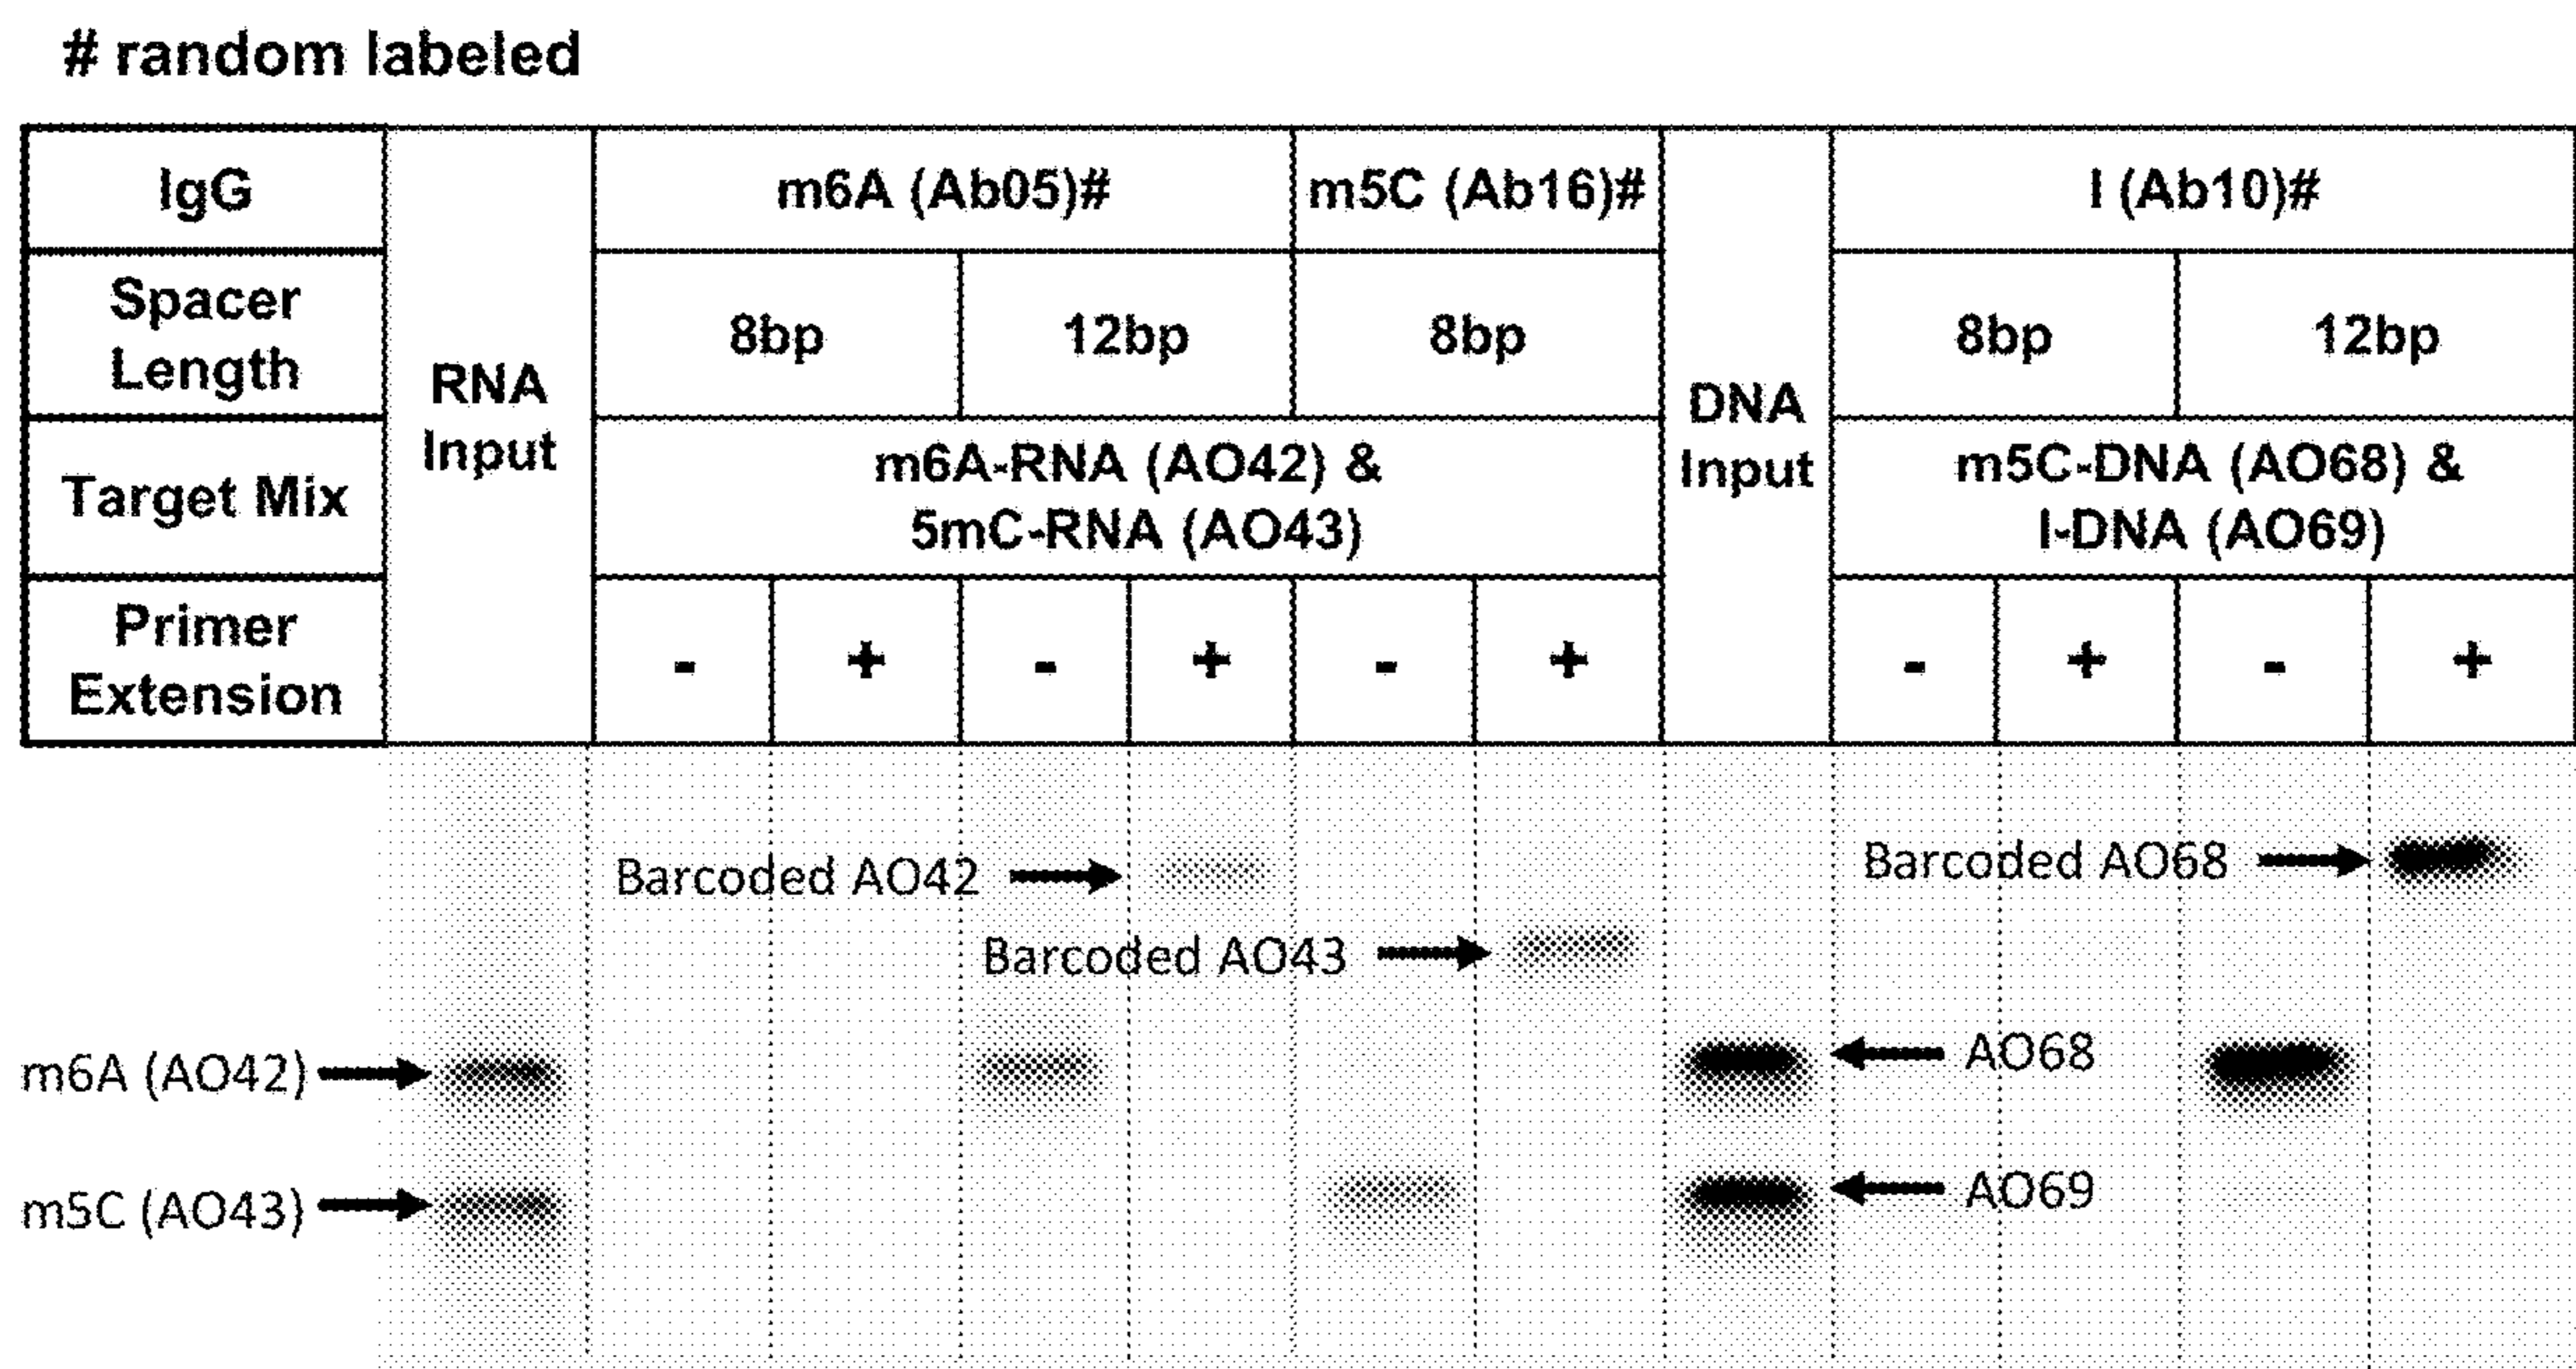 # random labeled
IgG
m6A (Ab05)#
m5C (Ab16)#
I (Ab10)#
Spacer
Length
RNA
Input
8bp
12bp
8bp
DNA
Input
8bp
12bp
Target Mix
m6A-RNA (AO42) &
5mC-RNA (AO43)
m5C-DNA (AO68) &
I-DNA (AO69)
Primer
Extension
- + - + - + - + - +
Barcoded AO42
Barcoded AO68
Barcoded AO43
m6A (AO42)
AO68
m5C (AO43)
AO69